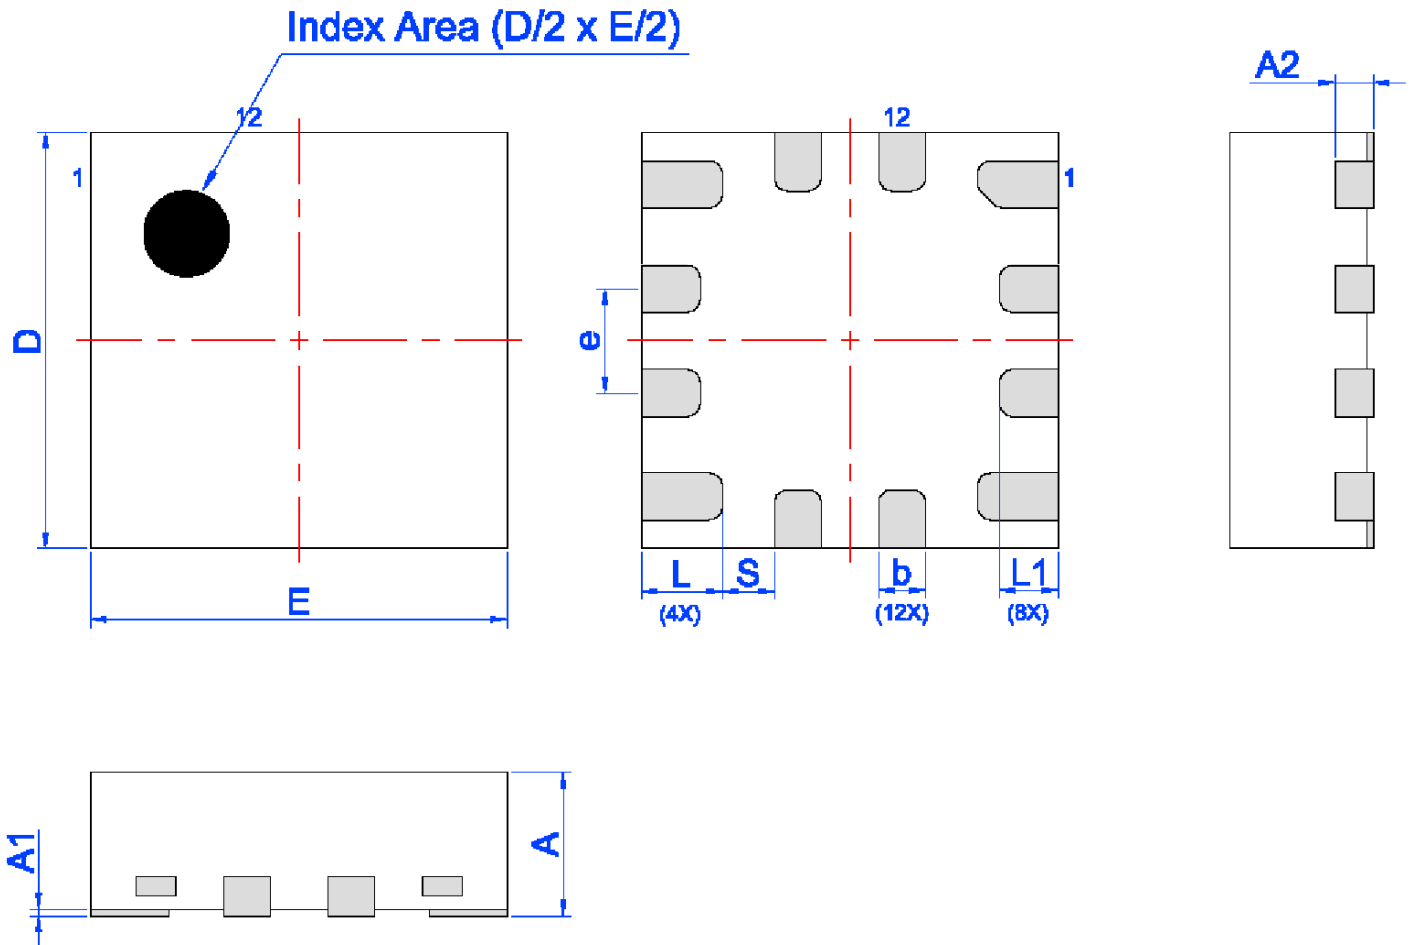 Index Area (D/2 x E/2)
A2
12
12
1
1
D
e
E
L
S
b
L1
(4X)
(12X)
(8X)
A1
A